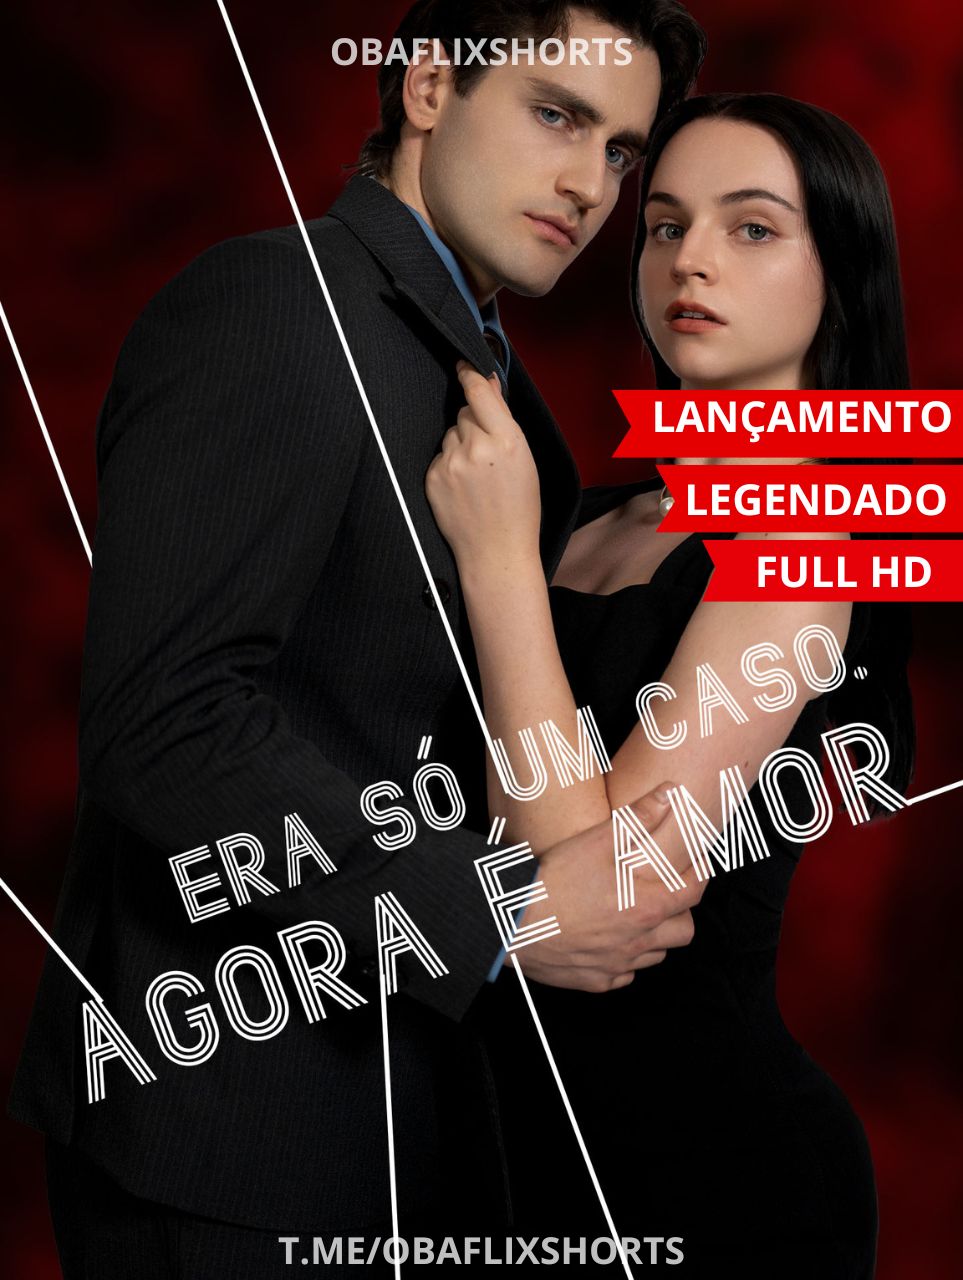 OBAFLIXSHORTS
LANÇAMENTO
LEGENDADO
FULL HD
ERA SÓ UM CASO.
AGORA É AMOR
T.ME/OBAFLIXSHORTS